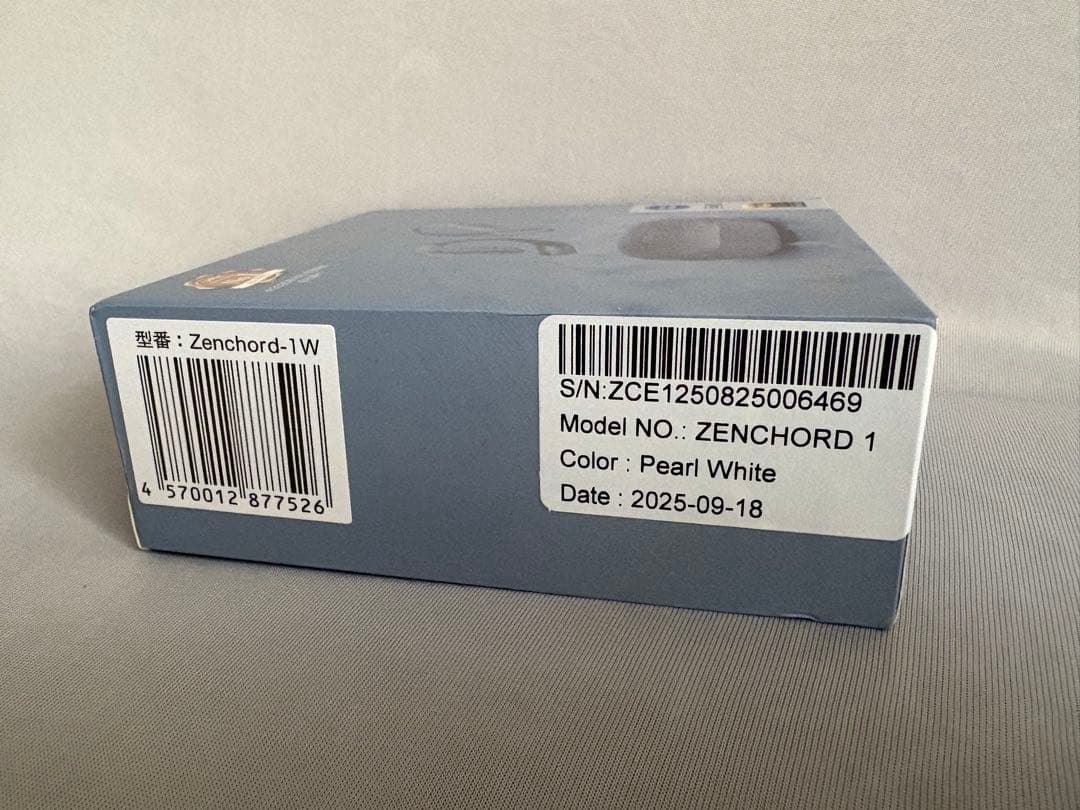 型番：Zenchord-1W
4 570012 877526
S/N:ZCE1250825006469
Model NO.: ZENCHORD 1
Color : Pearl White
Date : 2025-09-18